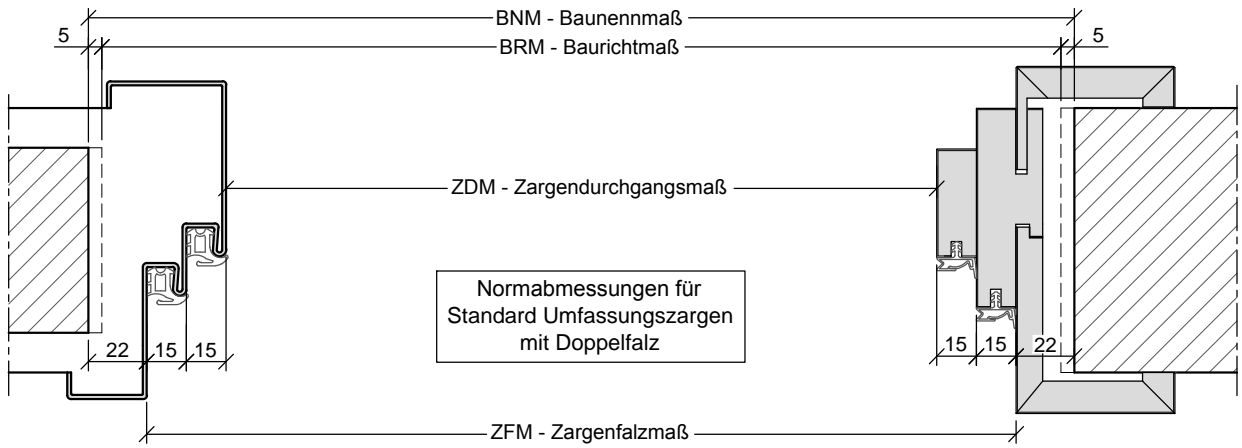 BNM - Baunennmaß
5
BRM - Baurichtmaß
5
ZDM - Zargendurchgangsmaß
Normabmessungen für
Standard Umfassungszargen
mit Doppelfalz
22 15 15
15 15 22
ZFM - Zargenfalzmaß